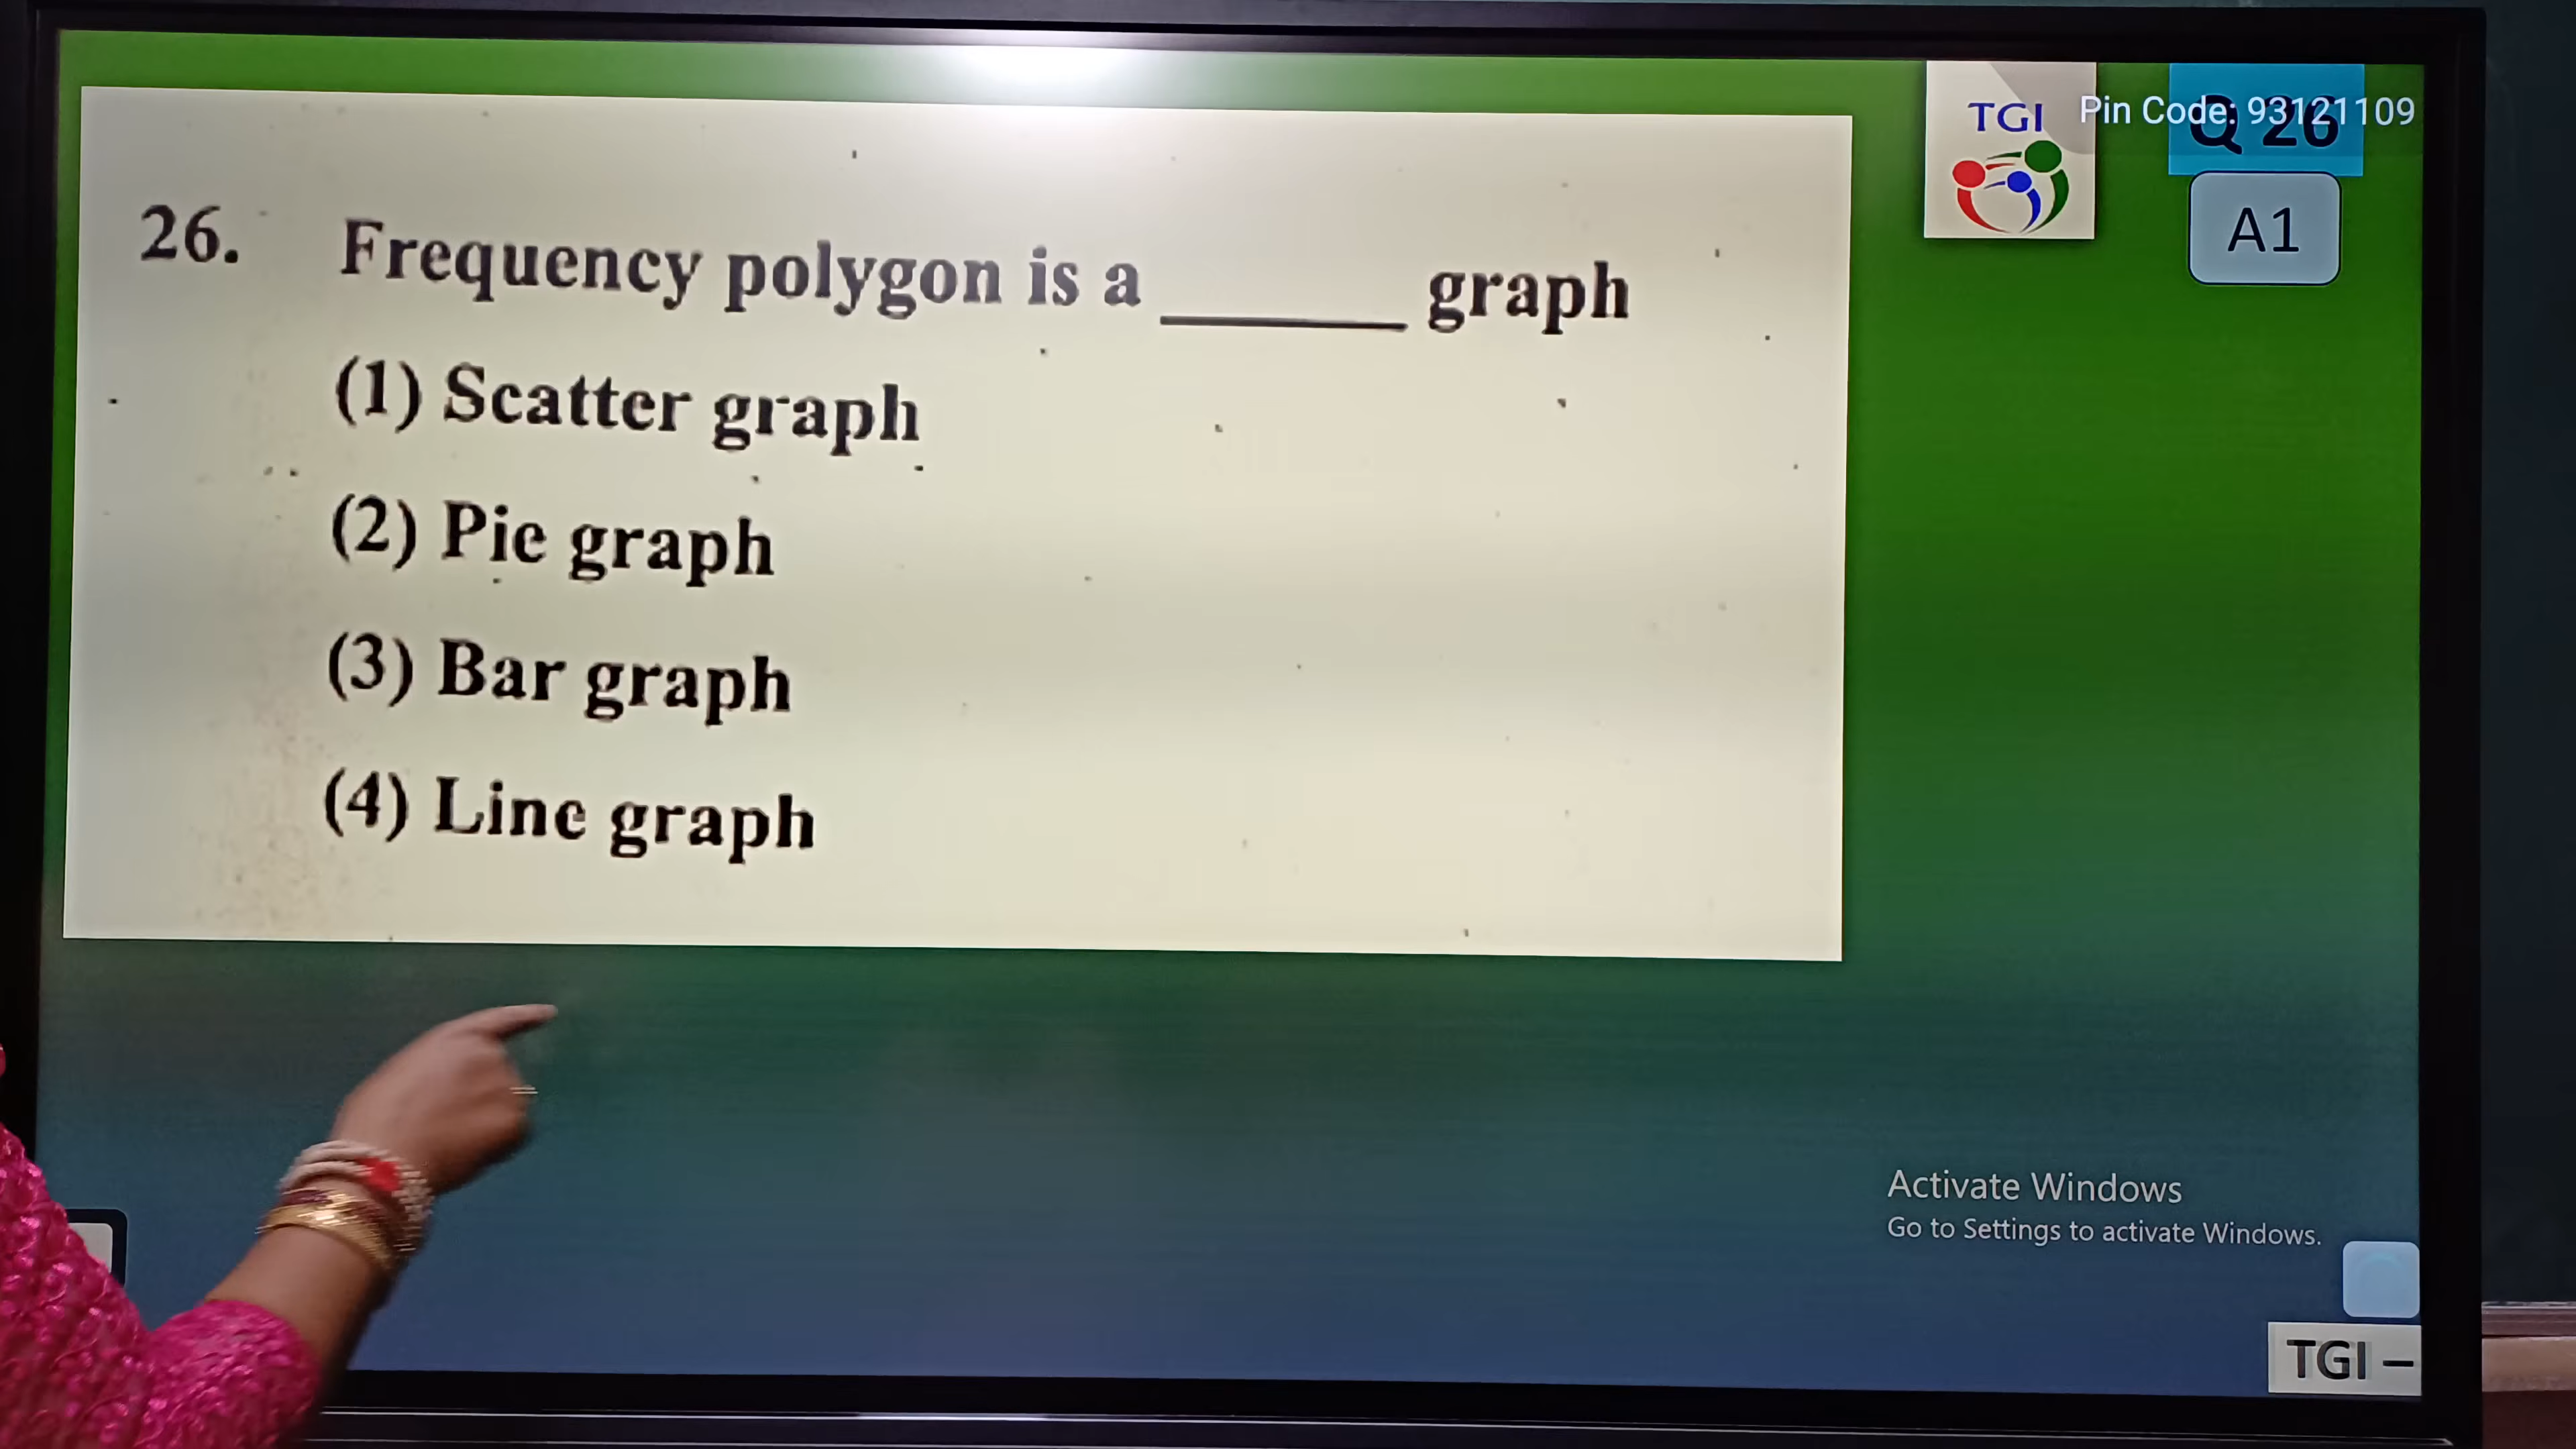 TGI
Pin Code: 93121109
Q 26
A1
26. Frequency polygon is a ______ graph
(1) Scatter graph
(2) Pie graph
(3) Bar graph
(4) Line graph
Activate Windows
Go to Settings to activate Windows.
TGI –